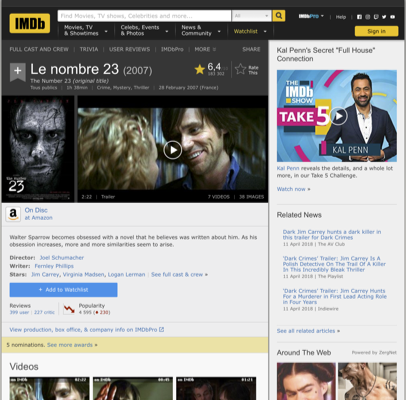 IMDb
Find Movies, TV shows, Celebrities and more...
All
IMDbPro
Help
Movies, TV
& Showtimes
Celebs, Events
& Photos
News &
Community
Watchlist
Sign in
FULL CAST AND CREW | TRIVIA | USER REVIEWS | IMDbPro | MORE
SHARE
Le nombre 23 (2007)
The Number 23 (original title)
Tous publics | 1h 38min | Crime, Mystery, Thriller | 28 February 2007 (France)
6,4
Rate
This
23
2:22 | Trailer
7 VIDEOS | 38 IMAGES
On Disc
at Amazon
Walter Sparrow becomes obsessed with a novel that he believes was written about him. As his
obsession increases, more and more similarities seem to arise.
Director: Joel Schumacher
Writer: Fernley Phillips
Stars: Jim Carrey, Virginia Madsen, Logan Lerman | See full cast & crew »
+ Add to Watchlist
Reviews
399 user | 227 critic
Popularity
4 595 (230)
View production, box office, & company info on IMDbPro
5 nominations. See more awards »
Videos
Kal Penn's Secret "Full House"
Connection
THE IMDb SHOW
TAKE 5
KAL PENN
Kal Penn reveals the details, and a whole lot
more, in our Take 5 Challenge.
Watch now »
Related News
Dark Jim Carrey hunts a dark killer in
this trailer for Dark Crimes
11 April 2018 | The AV Club
'Dark Crimes' Trailer: Jim Carrey Is A
Polish Detective On The Trail Of A Killer
In This Incredibly Bleak Thriller
11 April 2018 | The Playlist
'Dark Crimes' Trailer: Jim Carrey Hunts
For a Murderer in First Lead Acting Role
in Four Years
11 April 2018 | Indiewire
See all related articles »
Around The Web
Powered by ZergNet